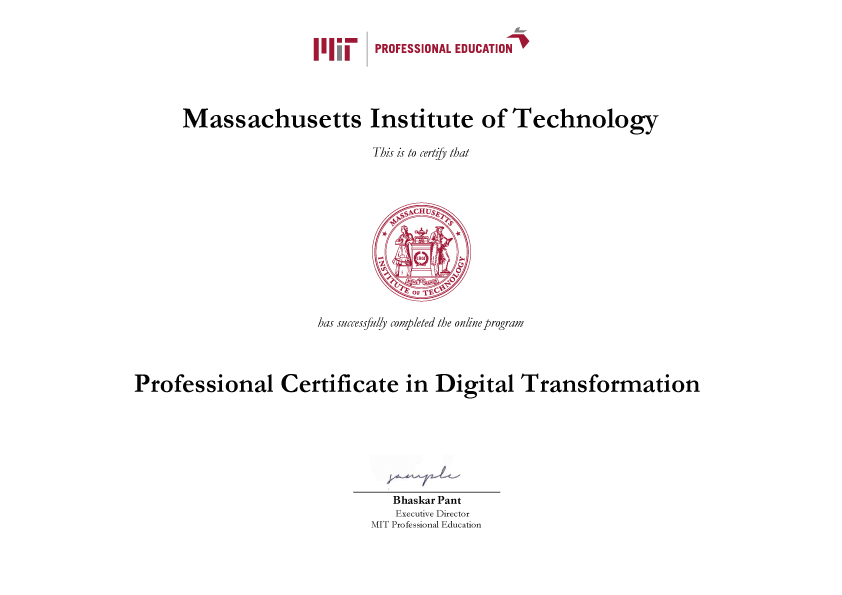 MIT PROFESSIONAL EDUCATION
Massachusetts Institute of Technology
This is to certify that
MASSACHUSETTS
INSTITUTE OF TECHNOLOGY
has successfully completed the online program
Professional Certificate in Digital Transformation
sample
Bhaskar Pant
Executive Director
MIT Professional Education